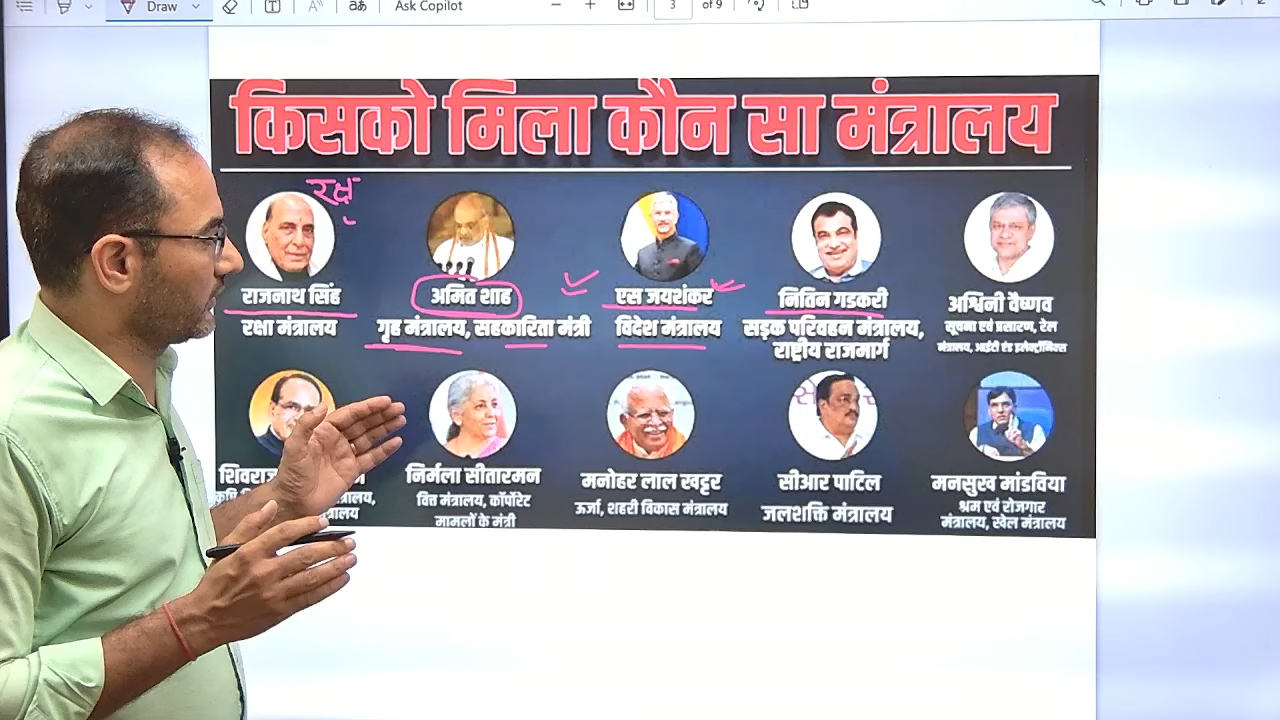 Draw
Ask Copilot
3 of 9
किसको मिला कौन सा मंत्रालय
रक्ष
राजनाथ सिंह
रक्षा मंत्रालय
अमित शाह
गृह मंत्रालय, सहकारिता मंत्री
एस जयशंकर
विदेश मंत्रालय
नितिन गडकरी
सड़क परिवहन मंत्रालय,
राष्ट्रीय राजमार्ग
अश्विनी वैष्णव
सूचना एवं प्रसारण, रेल
मंत्रालय, आईटी एंड इलेक्ट्रॉनिक्स
निर्मला सीतारमन
वित्त मंत्रालय, कॉर्पोरेट
मामलों के मंत्री
मनोहर लाल खट्टर
ऊर्जा, शहरी विकास मंत्रालय
सीआर पाटिल
जलशक्ति मंत्रालय
मनसुख मांडविया
श्रम एवं रोजगार
मंत्रालय, खेल मंत्रालय